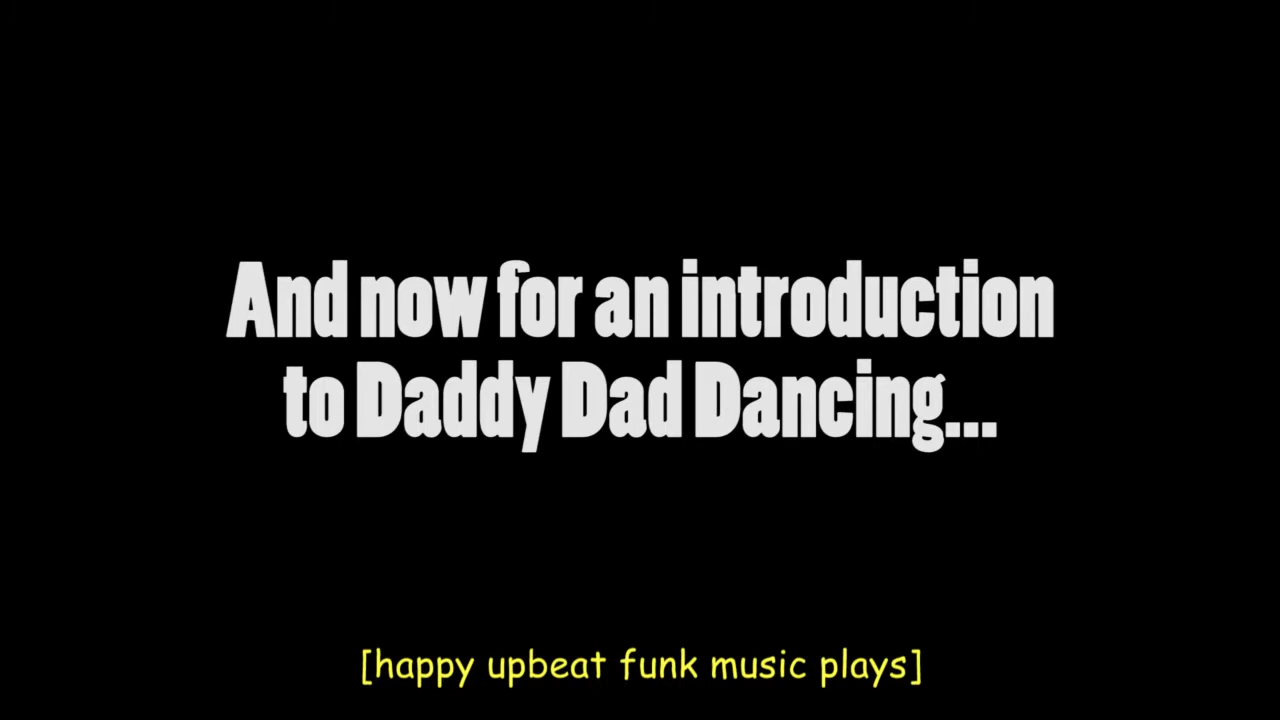 And now for an introduction
to Daddy Dad Dancing...
[happy upbeat funk music plays]